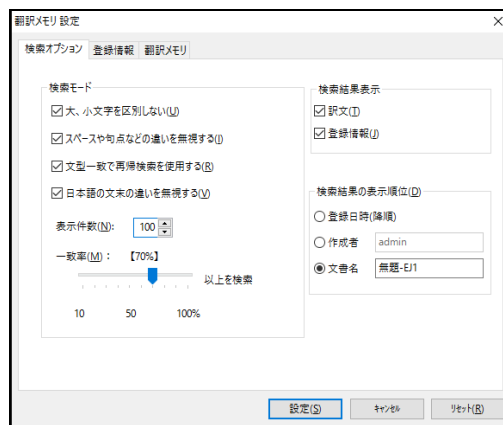 翻訳メモリ 設定
検索オプション 登録情報 翻訳メモリ
検索モード
大、小文字を区別しない(U)
スペースや句点などの違いを無視する(I)
文型一致で再帰検索を使用する(R)
日本語の文末の違いを無視する(V)
表示件数(N): 100
一致率(M)： 【70%】
以上を検索
10 50 100%
検索結果表示
訳文(T)
登録情報(J)
検索結果の表示順位(D)
登録日時(降順)
作成者 admin
文書名 無題-EJ1
設定(S) キャンセル リセット(R)